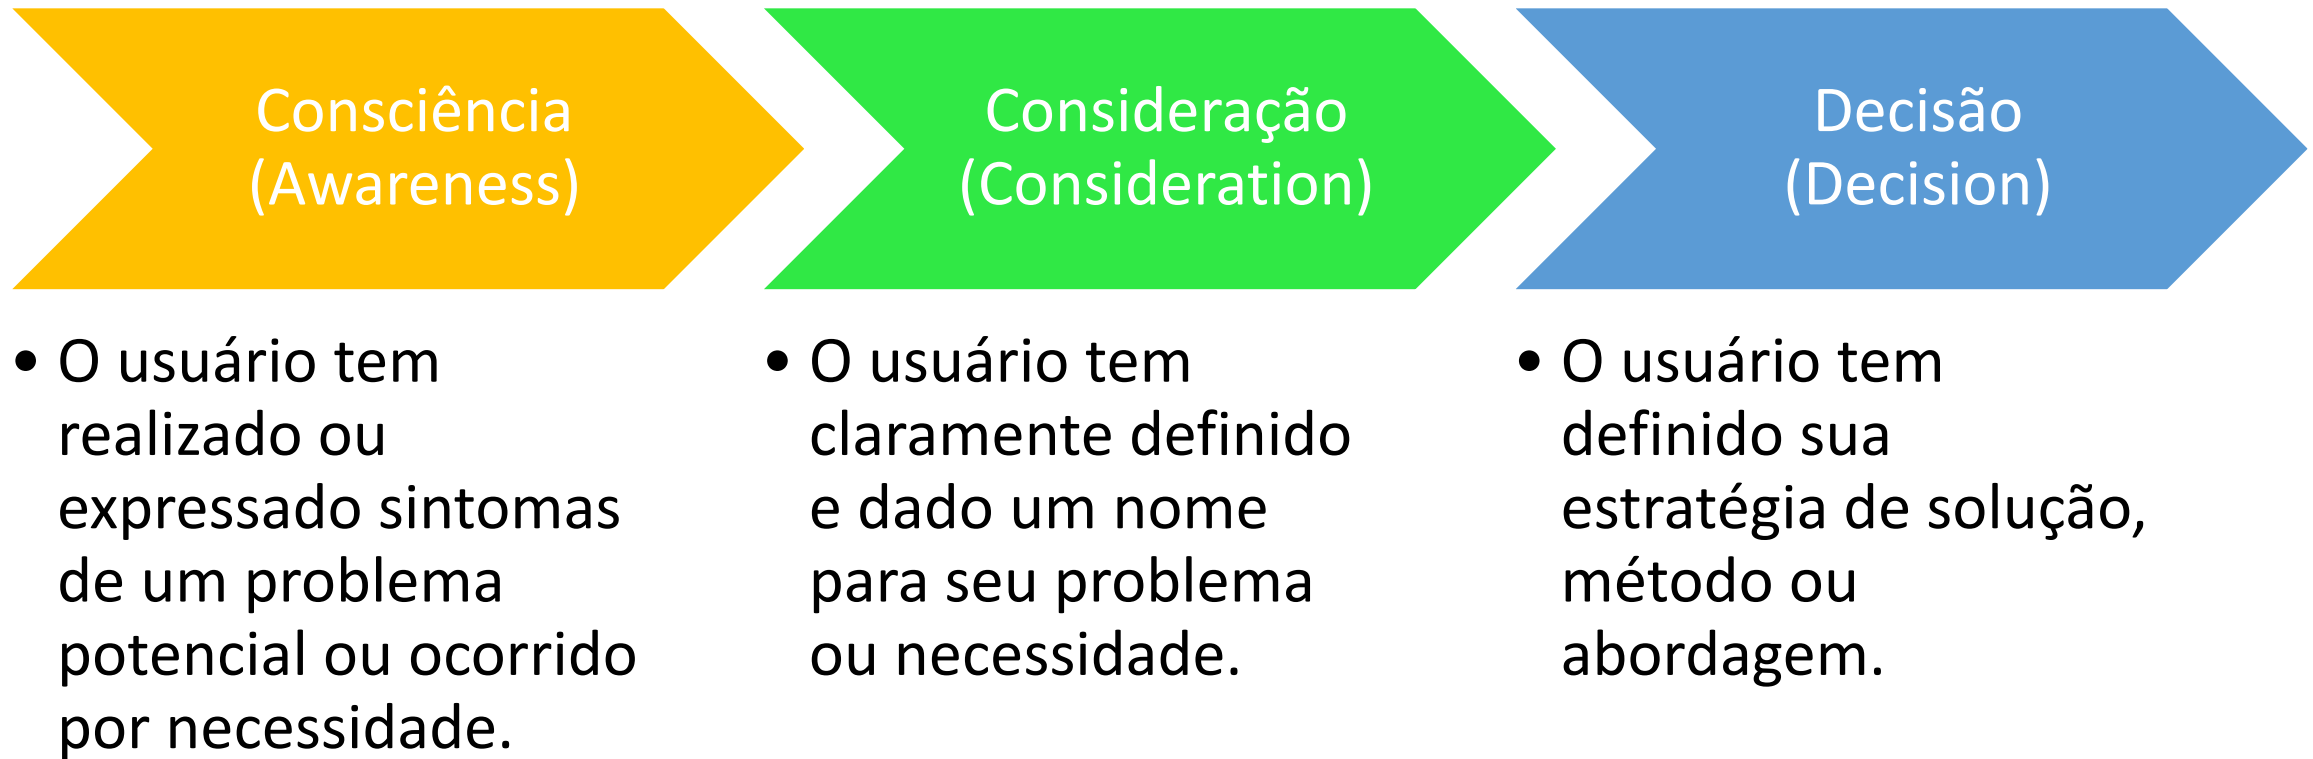 Consciência
(Awareness)
• O usuário tem
realizado ou
expressado sintomas
de um problema
potencial ou ocorrido
por necessidade.
Consideração
(Consideration)
• O usuário tem
claramente definido
e dado um nome
para seu problema
ou necessidade.
Decisão
(Decision)
• O usuário tem
definido sua
estratégia de solução,
método ou
abordagem.